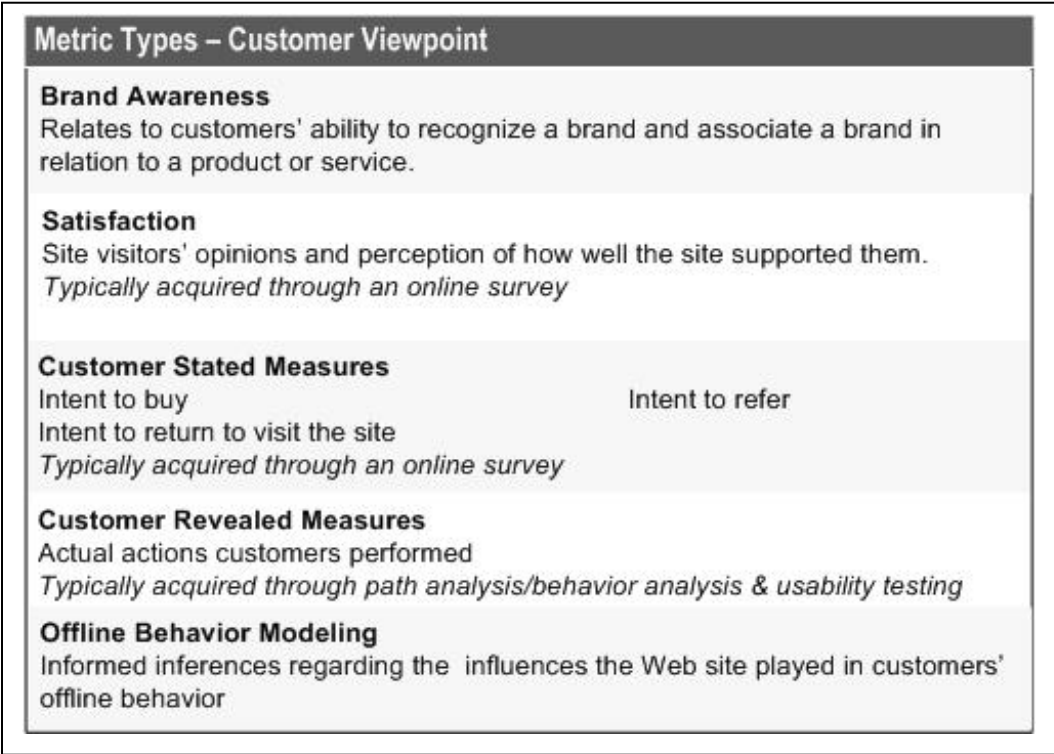 Metric Types – Customer Viewpoint
Brand Awareness
Relates to customers’ ability to recognize a brand and associate a brand in
relation to a product or service.
Satisfaction
Site visitors’ opinions and perception of how well the site supported them.
Typically acquired through an online survey
Customer Stated Measures
Intent to buy Intent to refer
Intent to return to visit the site
Typically acquired through an online survey
Customer Revealed Measures
Actual actions customers performed
Typically acquired through path analysis/behavior analysis & usability testing
Offline Behavior Modeling
Informed inferences regarding the influences the Web site played in customers’
offline behavior